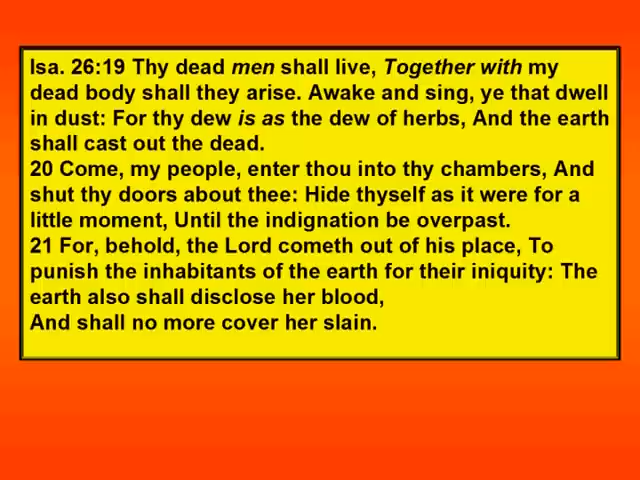 Isa. 26:19 Thy dead men shall live, Together with my
dead body shall they arise. Awake and sing, ye that dwell
in dust: For thy dew is as the dew of herbs, And the earth
shall cast out the dead.
20 Come, my people, enter thou into thy chambers, And
shut thy doors about thee: Hide thyself as it were for a
little moment, Until the indignation be overpast.
21 For, behold, the Lord cometh out of his place, To
punish the inhabitants of the earth for their iniquity: The
earth also shall disclose her blood,
And shall no more cover her slain.